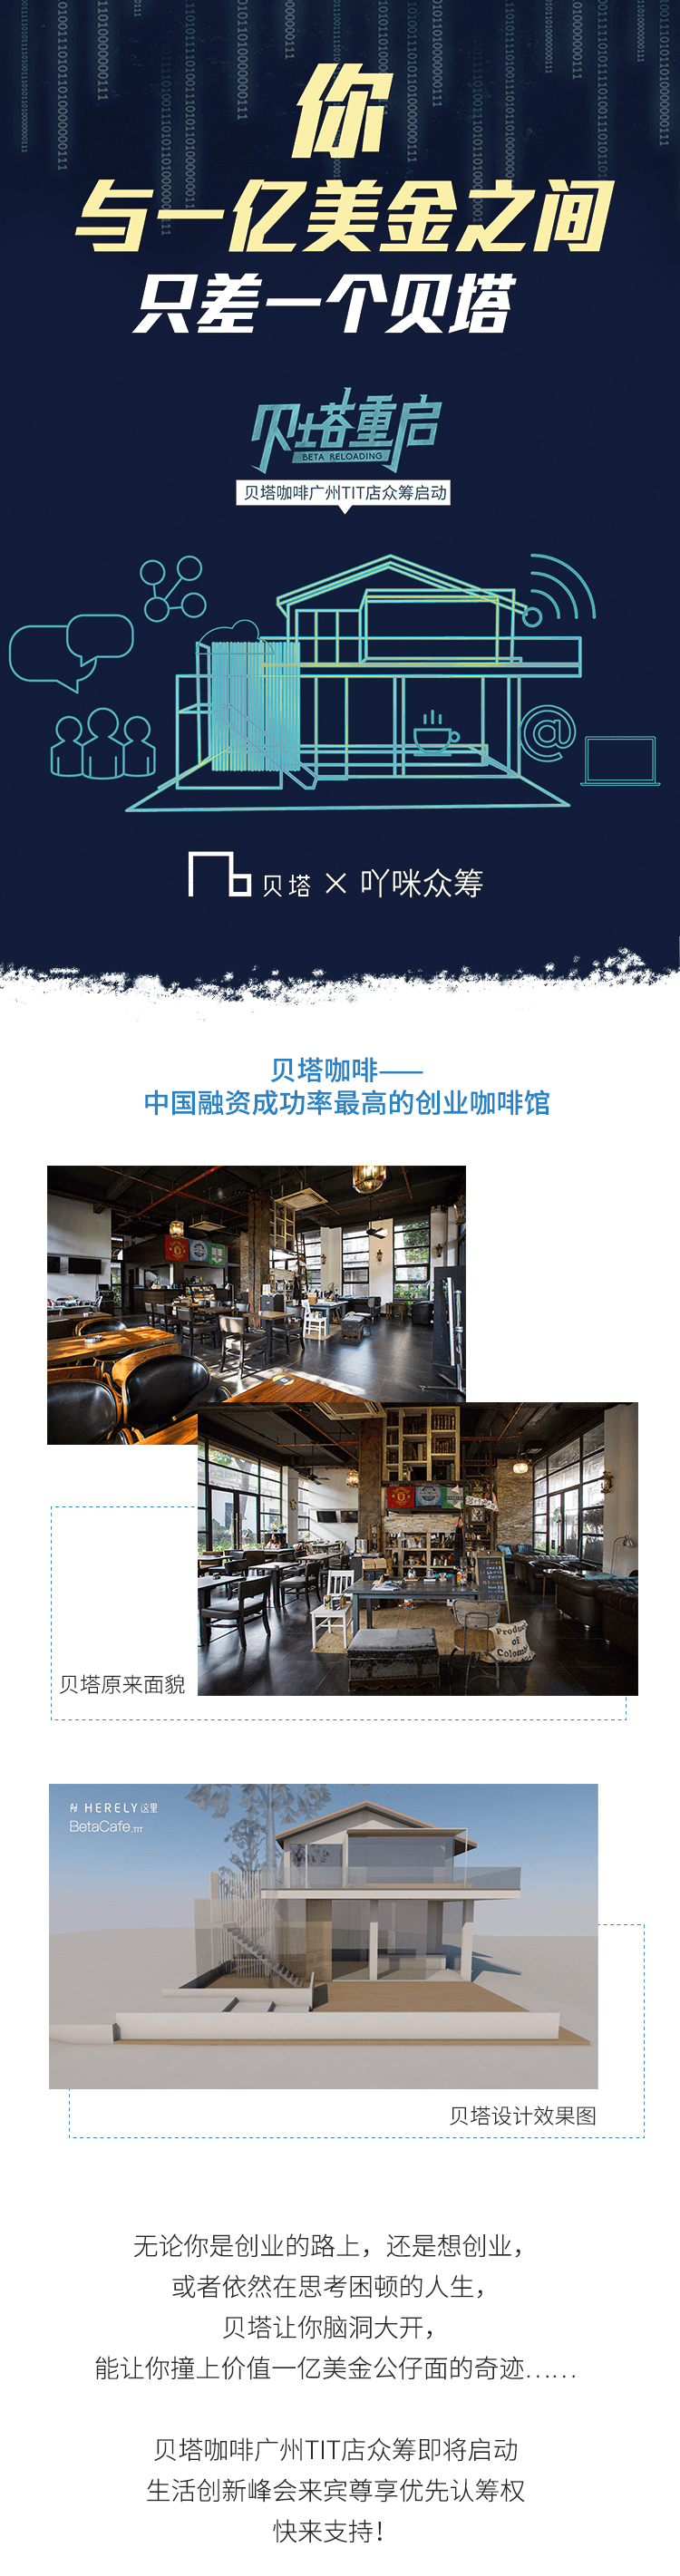 你
与一亿美金之间
只差一个贝塔
贝塔重启
BETA RELOADING
贝塔咖啡广州TIT店众筹启动
@
贝塔 × 吖咪众筹
贝塔咖啡——
中国融资成功率最高的创业咖啡馆
Product
of
Colomb
贝塔原来面貌
HERELY 这里
BetaCafe.TIT
贝塔设计效果图
无论你是创业的路上，还是想创业，
或者依然在思考困顿的人生，
贝塔让你脑洞大开，
能让你撞上价值一亿美金公仔面的奇迹……
贝塔咖啡广州TIT店众筹即将启动
生活创新峰会来宾尊享优先认筹权
快来支持！